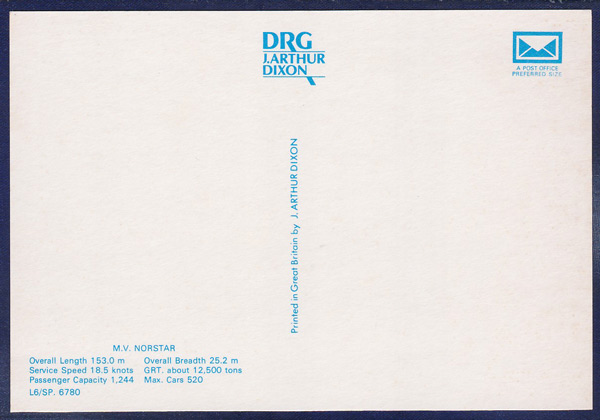 DRG
J.ARTHUR
DIXON
A POST OFFICE
PREFERRED SIZE
Printed in Great Britain by J. ARTHUR DIXON
M.V. NORSTAR
Overall Length 153.0 m Overall Breadth 25.2 m
Service Speed 18.5 knots GRT. about 12,500 tons
Passenger Capacity 1,244 Max. Cars 520
L6/SP. 6780